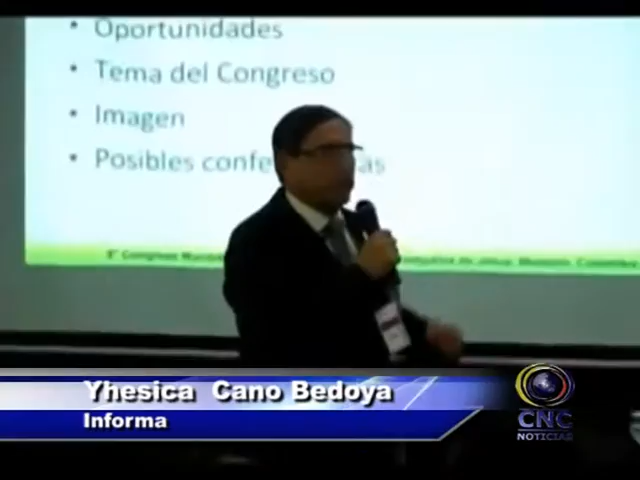 • Oportunidades
• Tema del Congreso
• Imagen
• Posibles
Yhesica Cano Bedoya
Informa
CNC
NOTICIAS